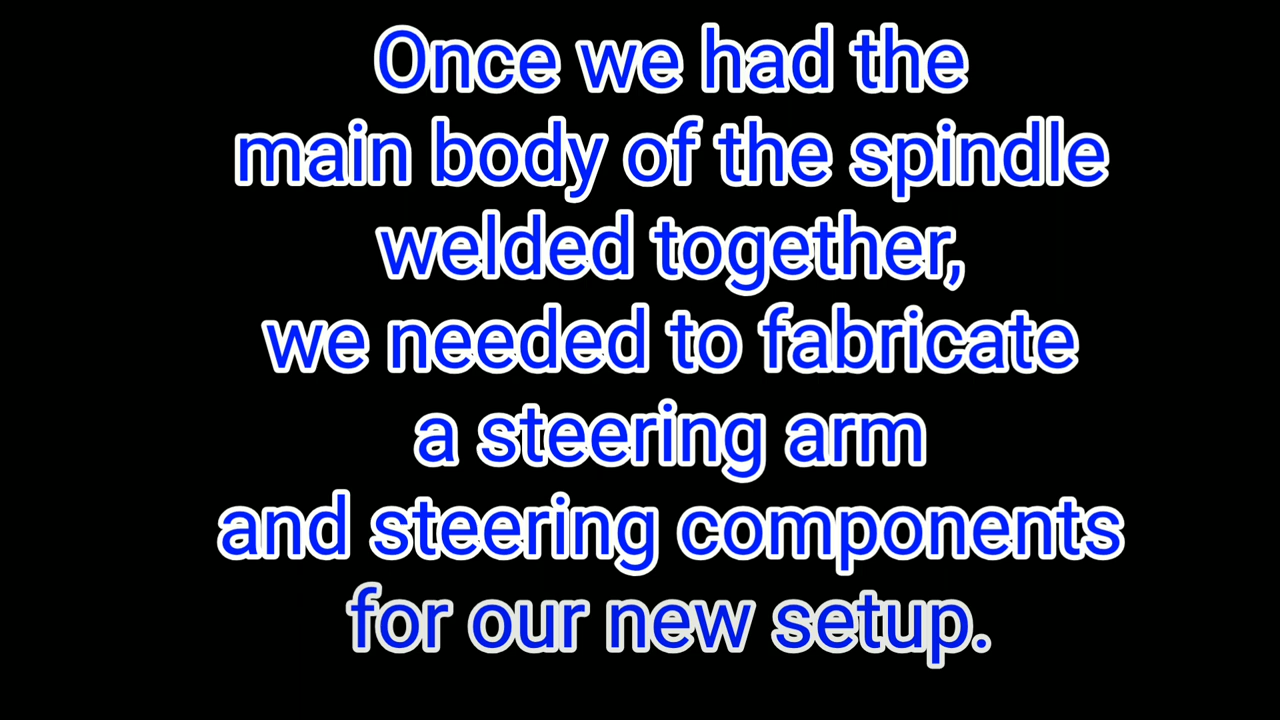 Once we had the
main body of the spindle
welded together,
we needed to fabricate
a steering arm
and steering components
for our new setup.